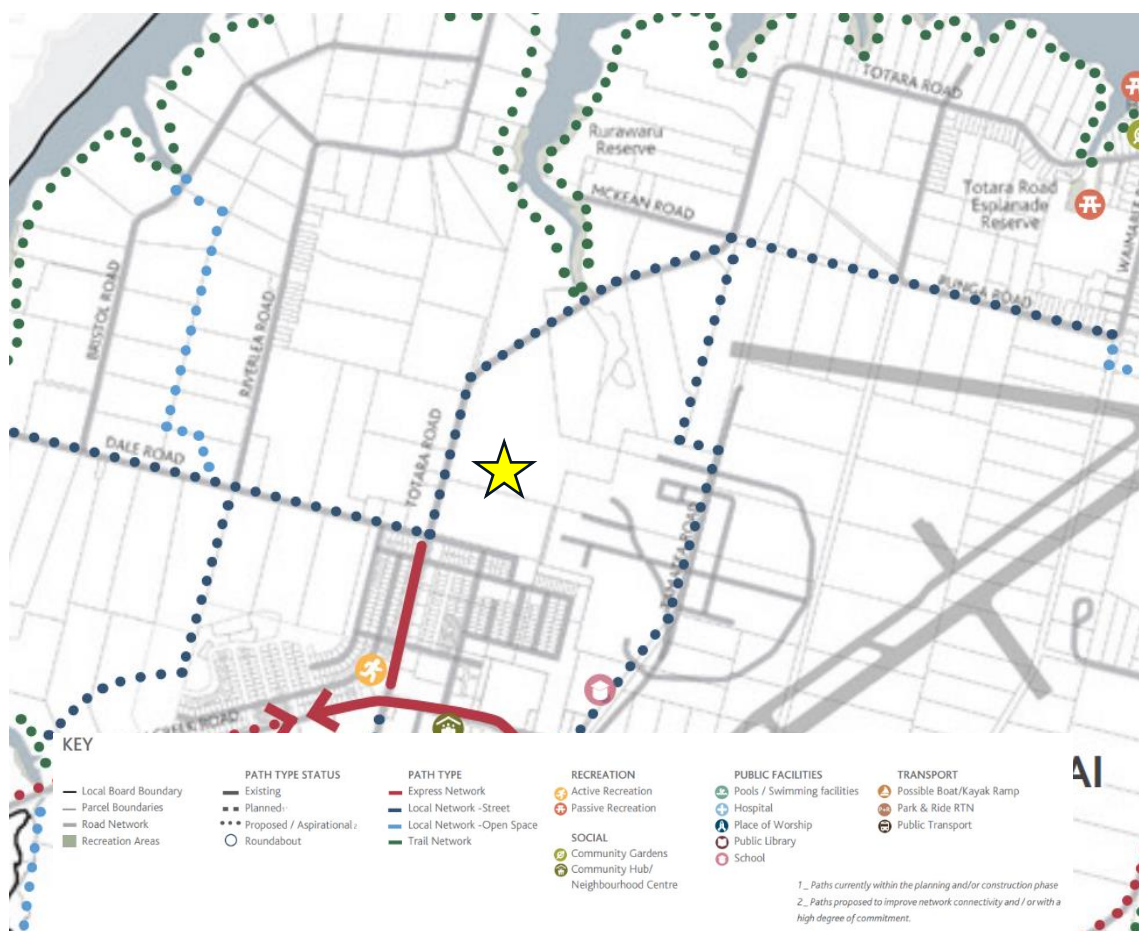 TOTARA ROAD
Rurawaru
Reserve
MCKEAN ROAD
Totara Road
Esplanade
Reserve
PUNGA ROAD
BRISTOL ROAD
RIVERLEA ROAD
DALE ROAD
TOTARA ROAD
ROAD
CREEK ROAD
KEY
Local Board Boundary
Parcel Boundaries
Road Network
Recreation Areas
PATH TYPE STATUS
Existing
Planned
Proposed / Aspirational 2
Roundabout
PATH TYPE
Express Network
Local Network -Street
Local Network -Open Space
Trail Network
RECREATION
Active Recreation
Passive Recreation
SOCIAL
Community Gardens
Community Hub/
Neighbourhood Centre
PUBLIC FACILITIES
Pools / Swimming facilities
Hospital
Place of Worship
Public Library
School
TRANSPORT
Possible Boat/Kayak Ramp
Park & Ride RTN
Public Transport
1_ Paths currently within the planning and/or construction phase
2_ Paths proposed to improve network connectivity and / or with a
high degree of commitment.
AI